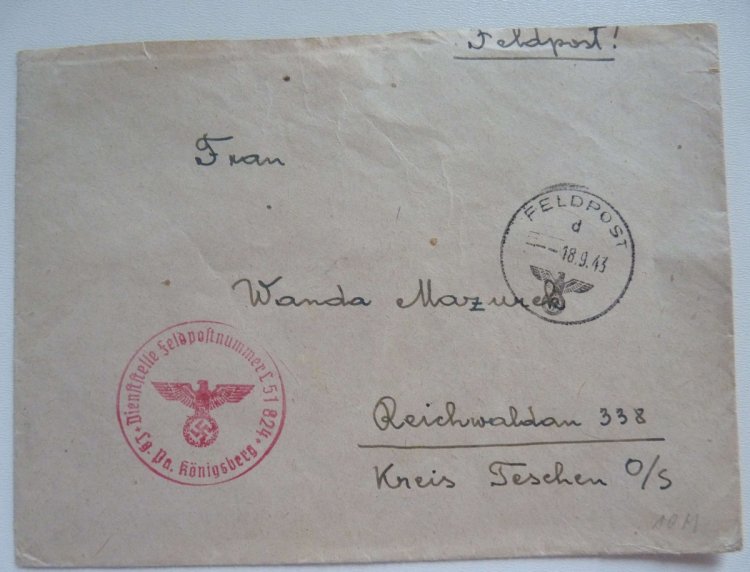 Feldpost!
Frau
FELDPOST
d
-18.9.43
Wanda Mazurek
Dienststelle Feldpostnummer L 51 824
Lg. Pa. Königsberg
Reichwaldau 338
Kreis Teschen O/S
10 M